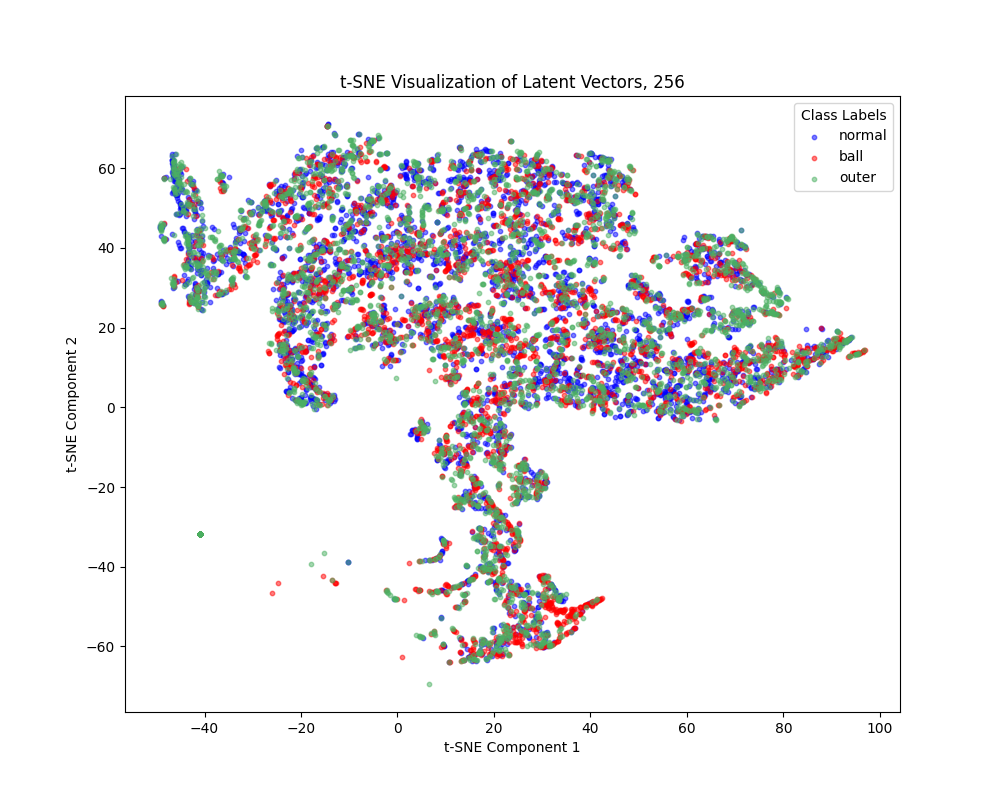 t-SNE Visualization of Latent Vectors, 256
Class Labels
normal
ball
outer
60
40
20
0
−20
−40
−60
t-SNE Component 2
−40
−20
0
20
40
60
80
100
t-SNE Component 1